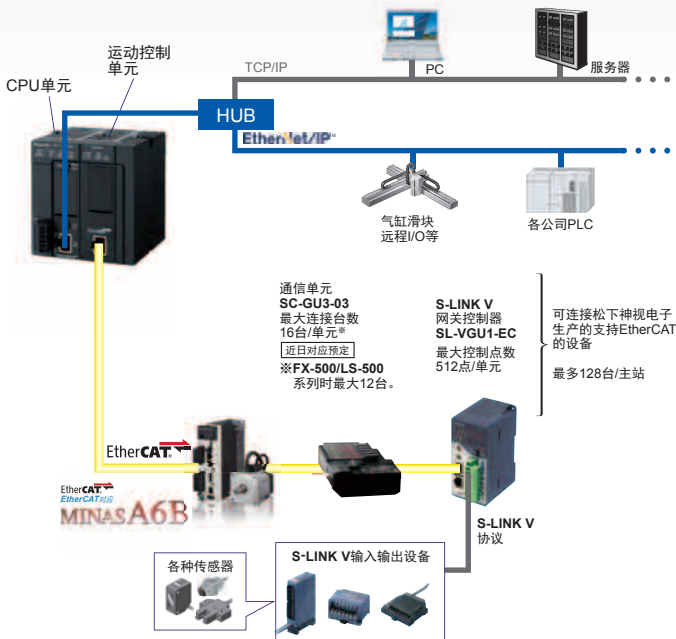 运动控制
单元
CPU单元
TCP/IP
PC
服务器
HUB
EtherNet/IP™
气缸滑块
远程I/O等
各公司PLC
通信单元
SC-GU3-03
最大连接台数
16台/单元※
近日对应预定
※FX-500/LS-500
系列时最大12台。
S-LINK V
网关控制器
SL-VGU1-EC
最大控制点数
512点/单元
可连接松下神视电子
生产的支持EtherCAT
的设备
最多128台/主站
EtherCAT
EtherCAT
EtherCAT对应
MINAS A6B
S-LINK V
协议
各种传感器
S-LINK V输入输出设备